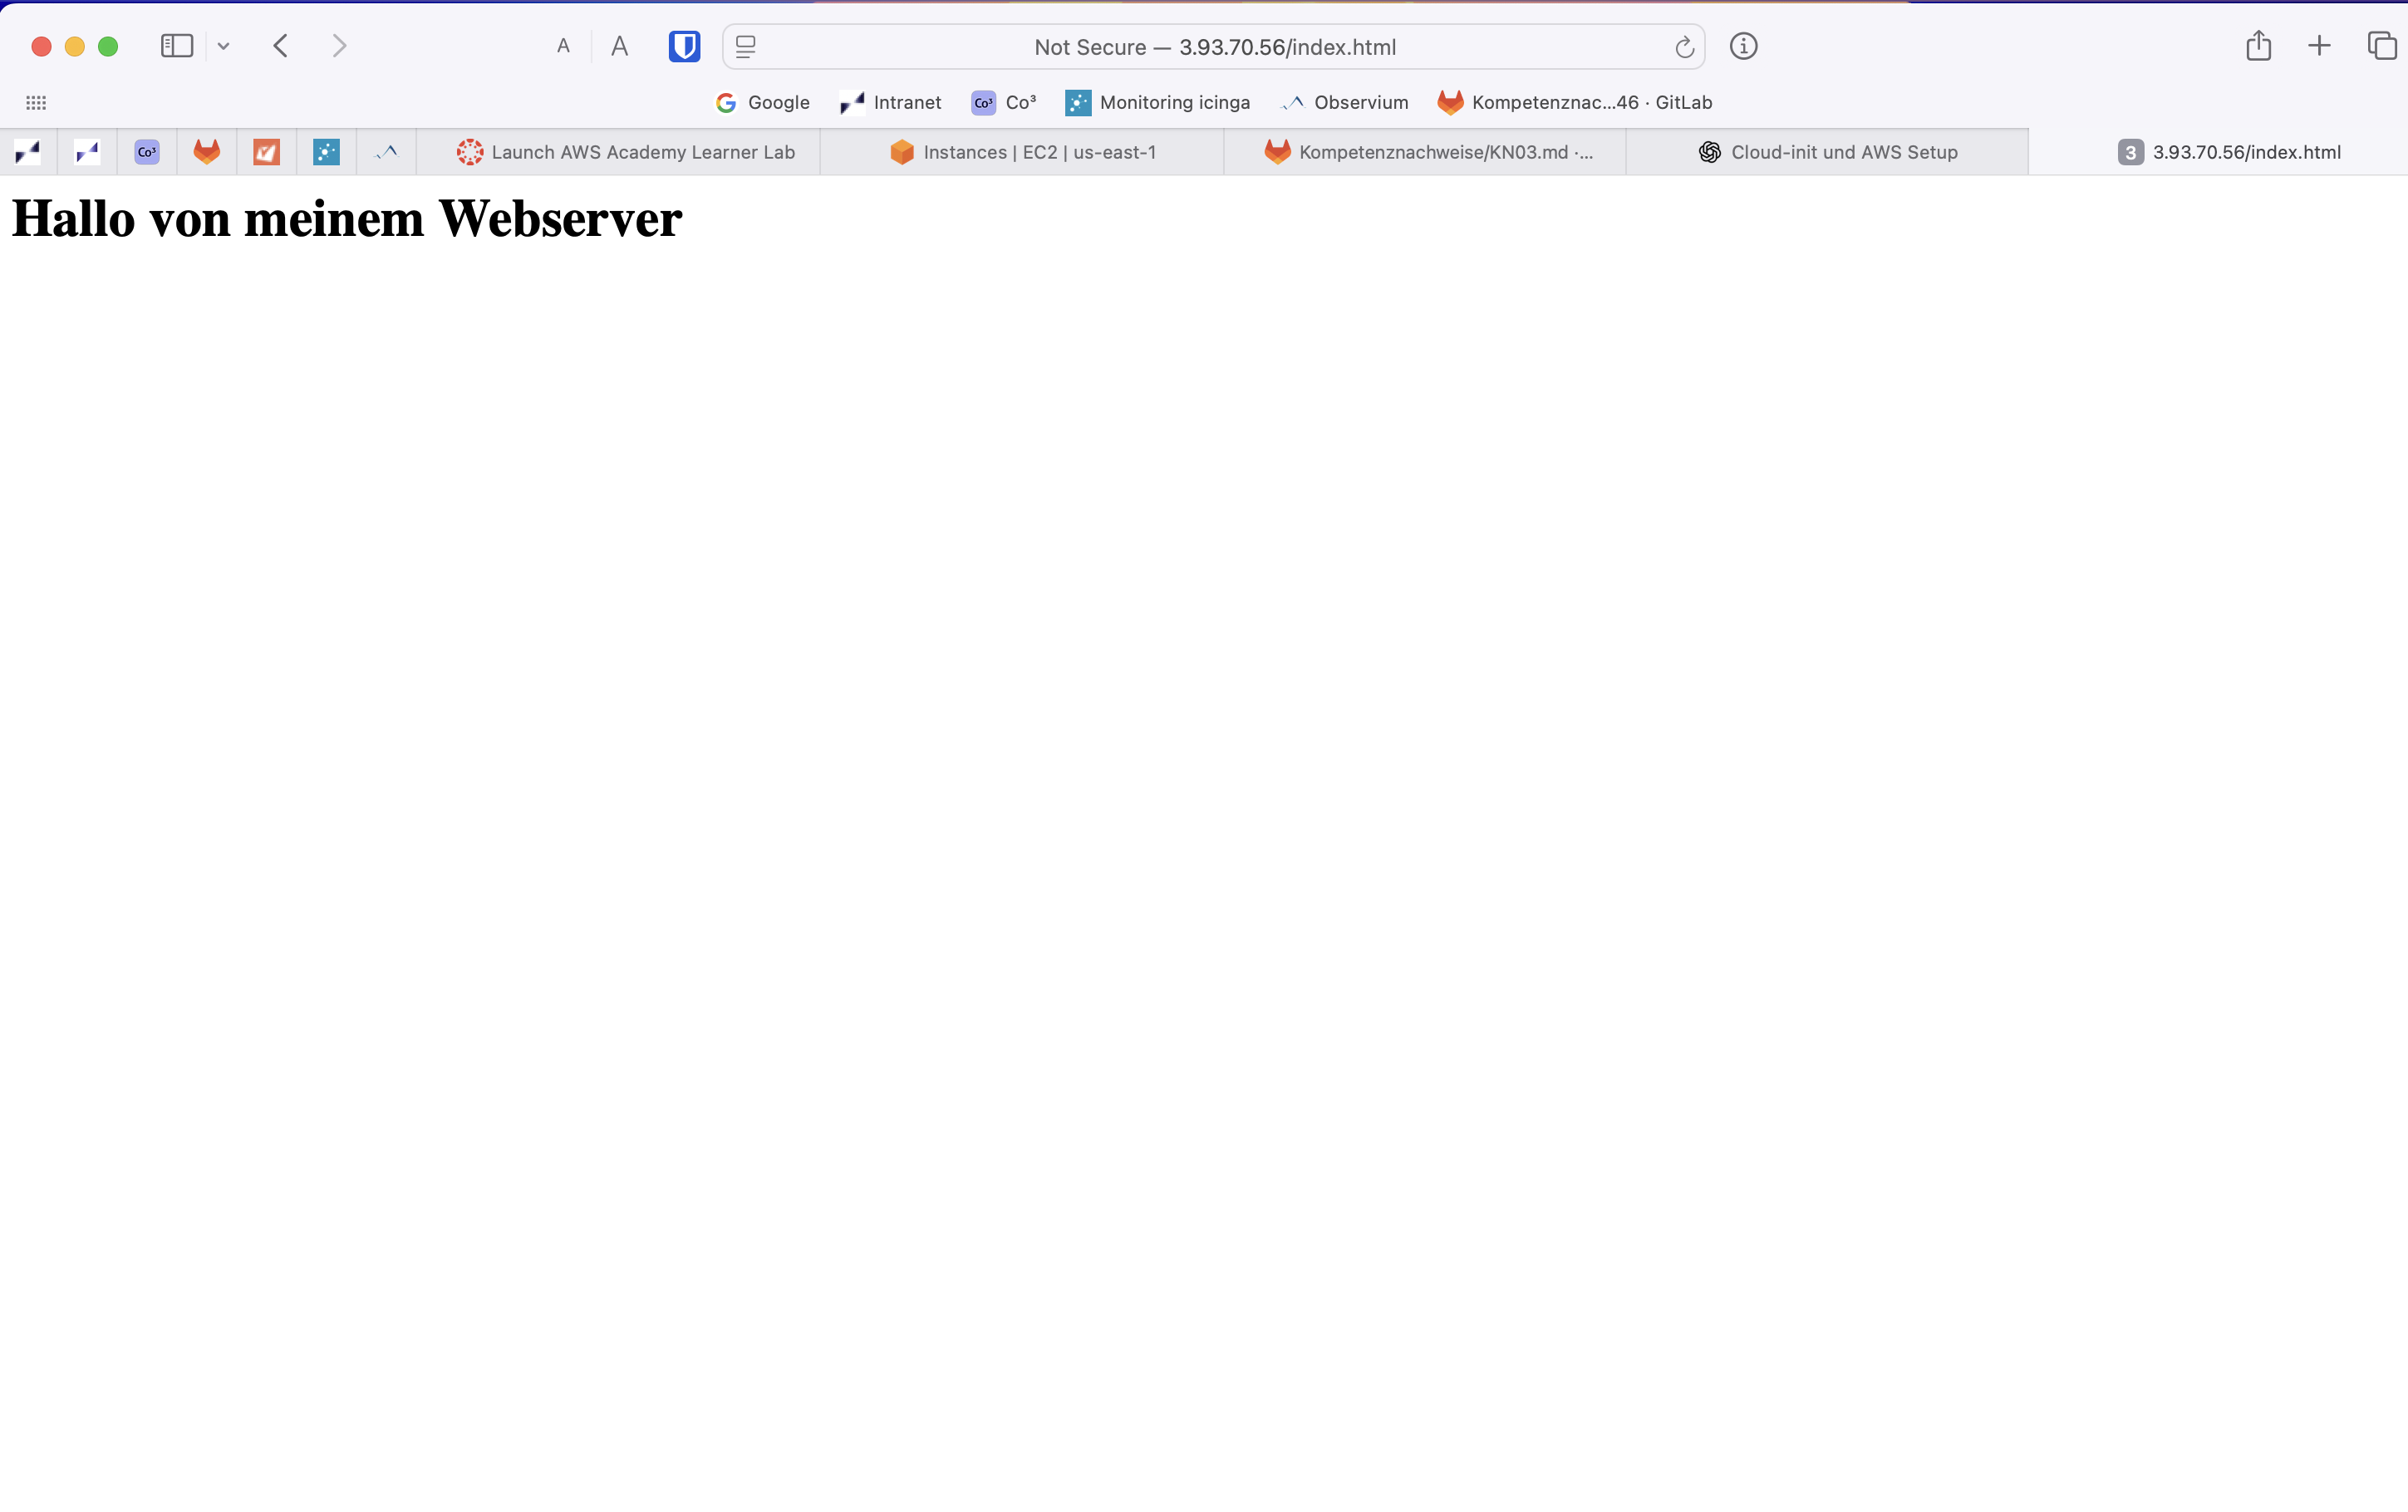 A A Not Secure — 3.93.70.56/index.html
Google Intranet Co³ Co³ Monitoring icinga Observium Kompetenznac...46 · GitLab
Co³ Launch AWS Academy Learner Lab Instances | EC2 | us-east-1 Kompetenznachweise/KN03.md ·... Cloud-init und AWS Setup 3 3.93.70.56/index.html
Hallo von meinem Webserver